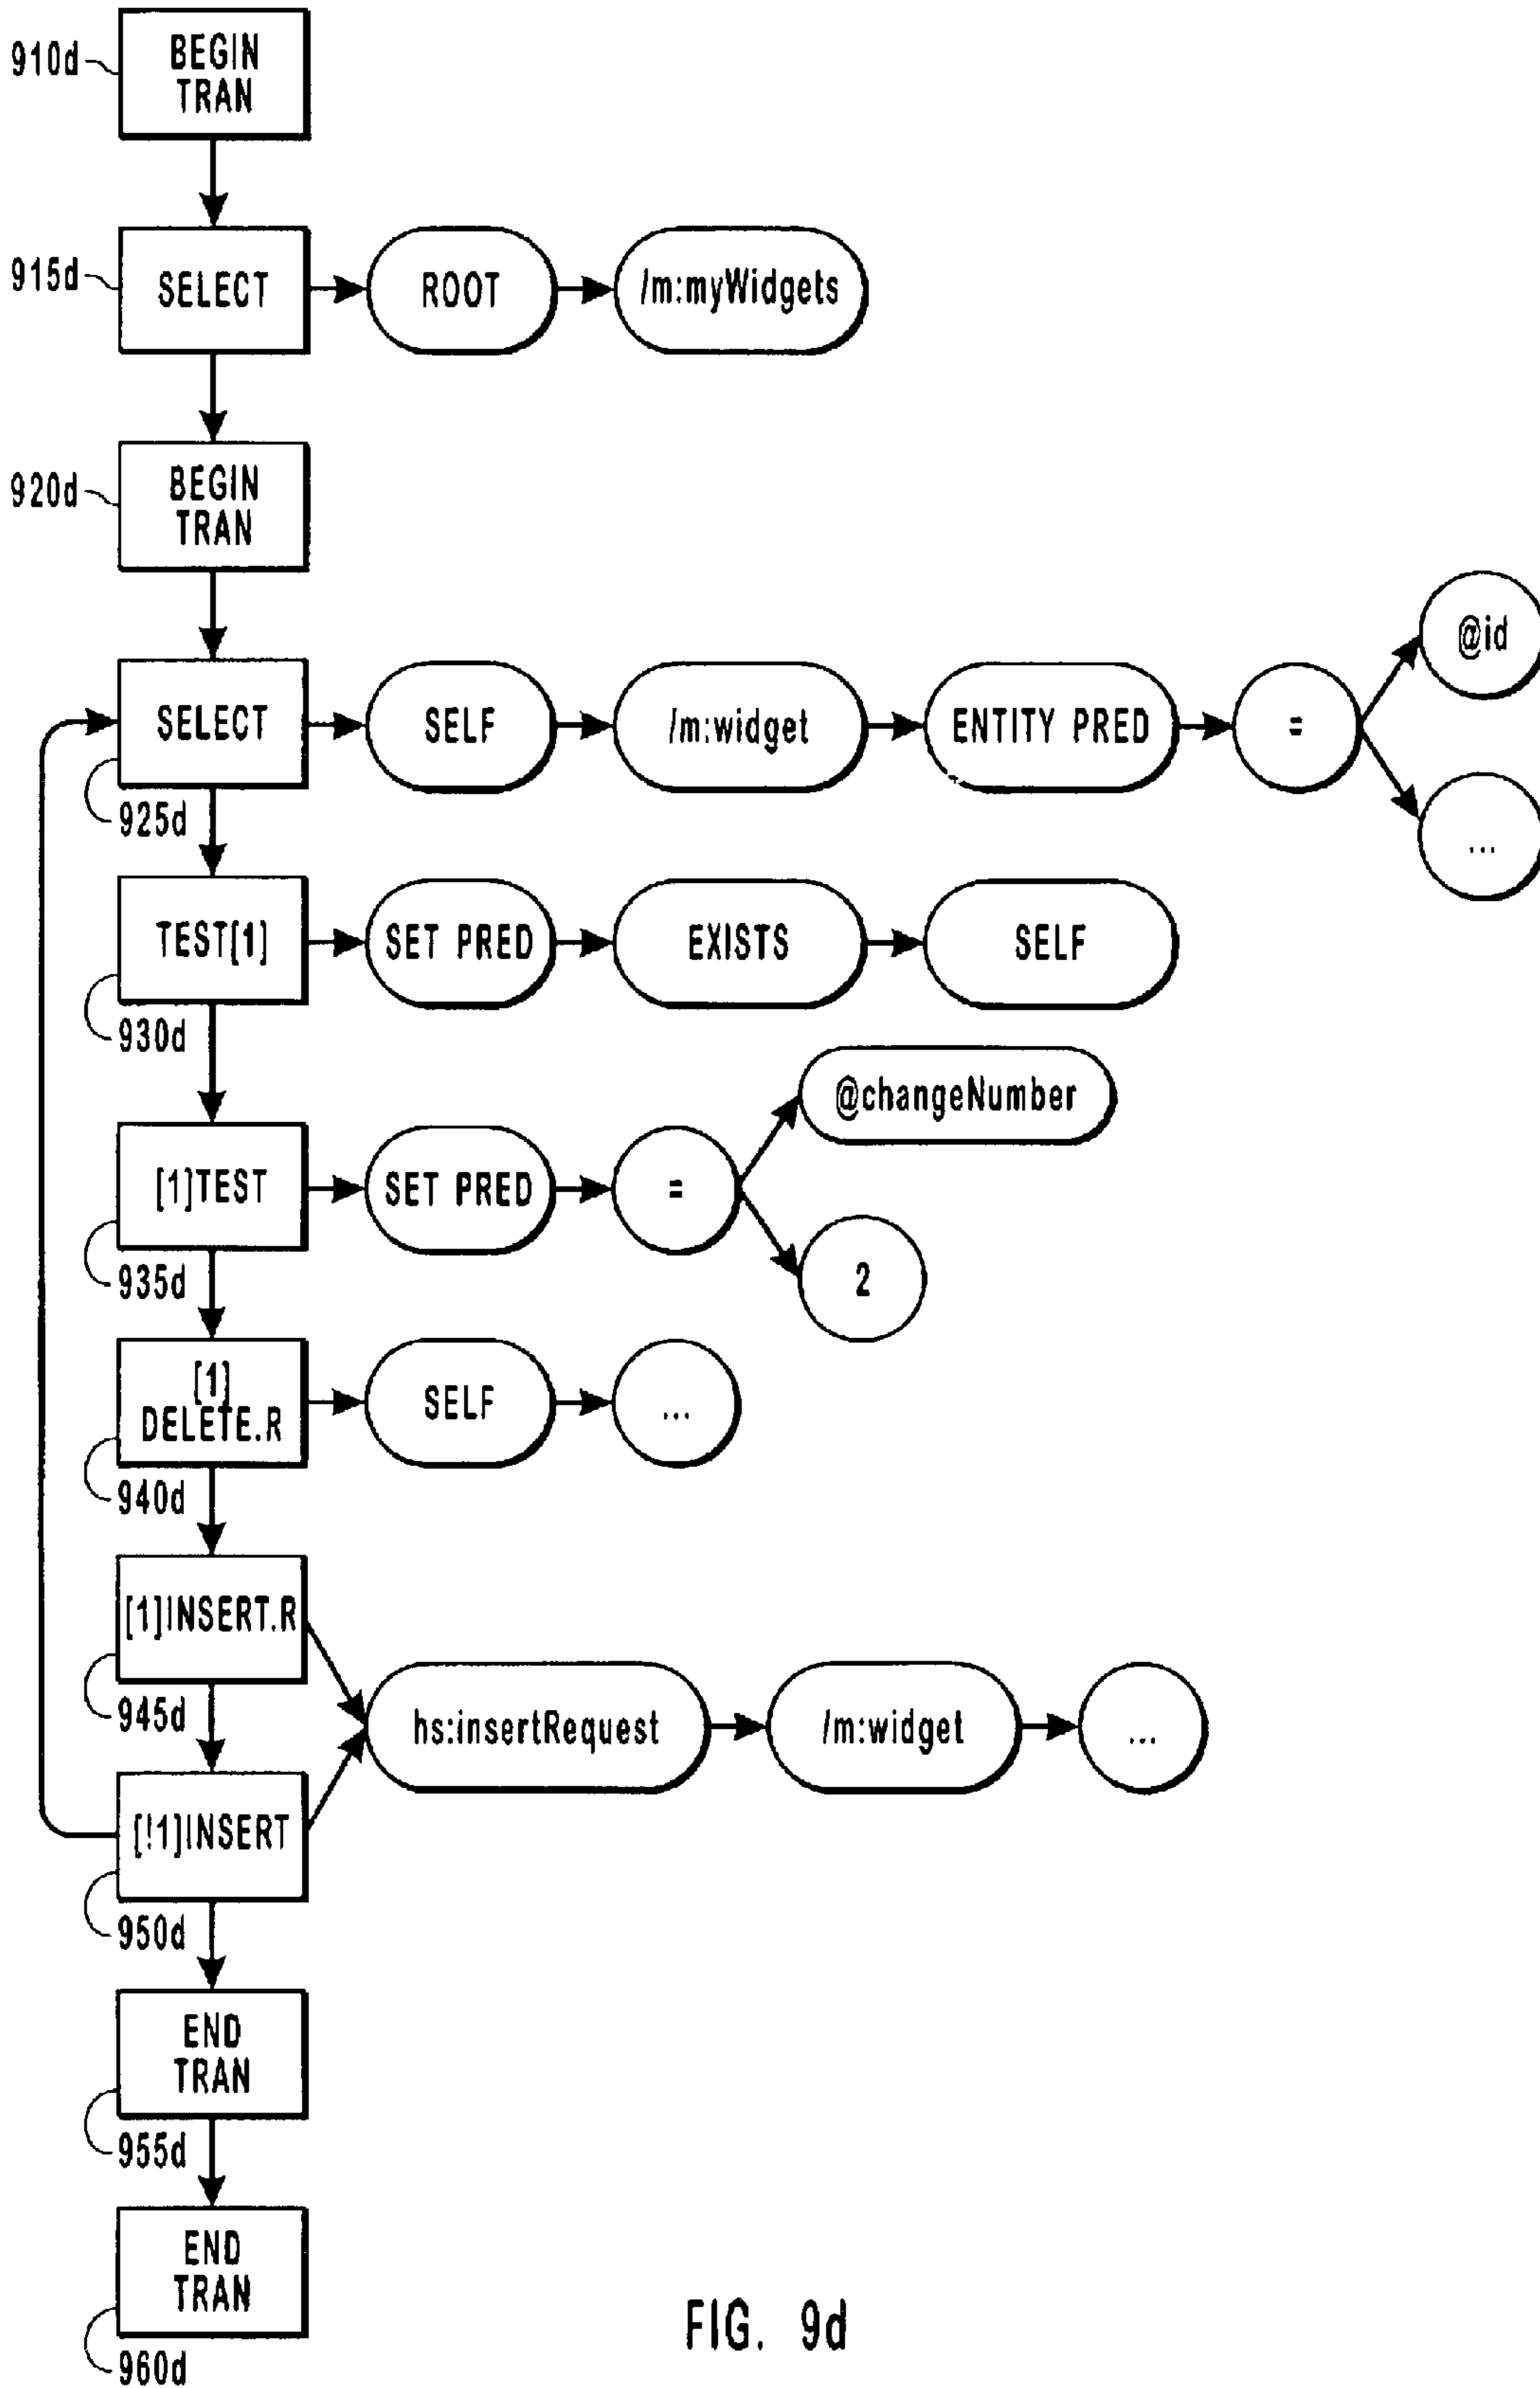 910d
BEGIN
TRAN
915d
SELECT
ROOT
/m:myWidgets
920d
BEGIN
TRAN
SELECT
SELF
/m:widget
ENTITY PRED
=
@id
...
925d
TEST[1]
SET PRED
EXISTS
SELF
930d
[1]TEST
SET PRED
=
@changeNumber
2
935d
[1]
DELETE.R
SELF
...
940d
[1]INSERT.R
945d
hs:insertRequest
/m:widget
...
[!1]INSERT
950d
END
TRAN
955d
END
TRAN
960d
FIG. 9d